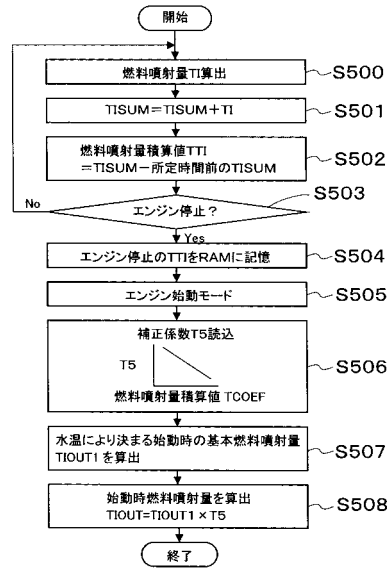 開始
燃料噴射量TI算出
S500
TISUM=TISUM+TI
S501
燃料噴射量積算値TTI
=TISUM-所定時間前のTISUM
S502
エンジン停止?
S503
No
Yes
エンジン停止のTTIをRAMに記憶
S504
エンジン始動モード
S505
補正係数T5読込
T5
燃料噴射量積算値 TCOEF
S506
水温により決まる始動時の基本燃料噴射量
TIOUT1を算出
S507
始動時燃料噴射量を算出
TIOUT=TIOUT1×T5
S508
終了